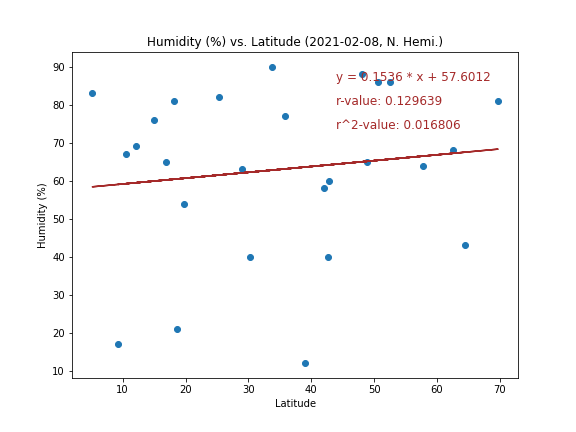 Humidity (%) vs. Latitude (2021-02-08, N. Hemi.)
y = 0.1536 * x + 57.6012
r-value: 0.129639
r^2-value: 0.016806
Humidity (%)
90
80
70
60
50
40
30
20
10
10
20
30
40
50
60
70
Latitude